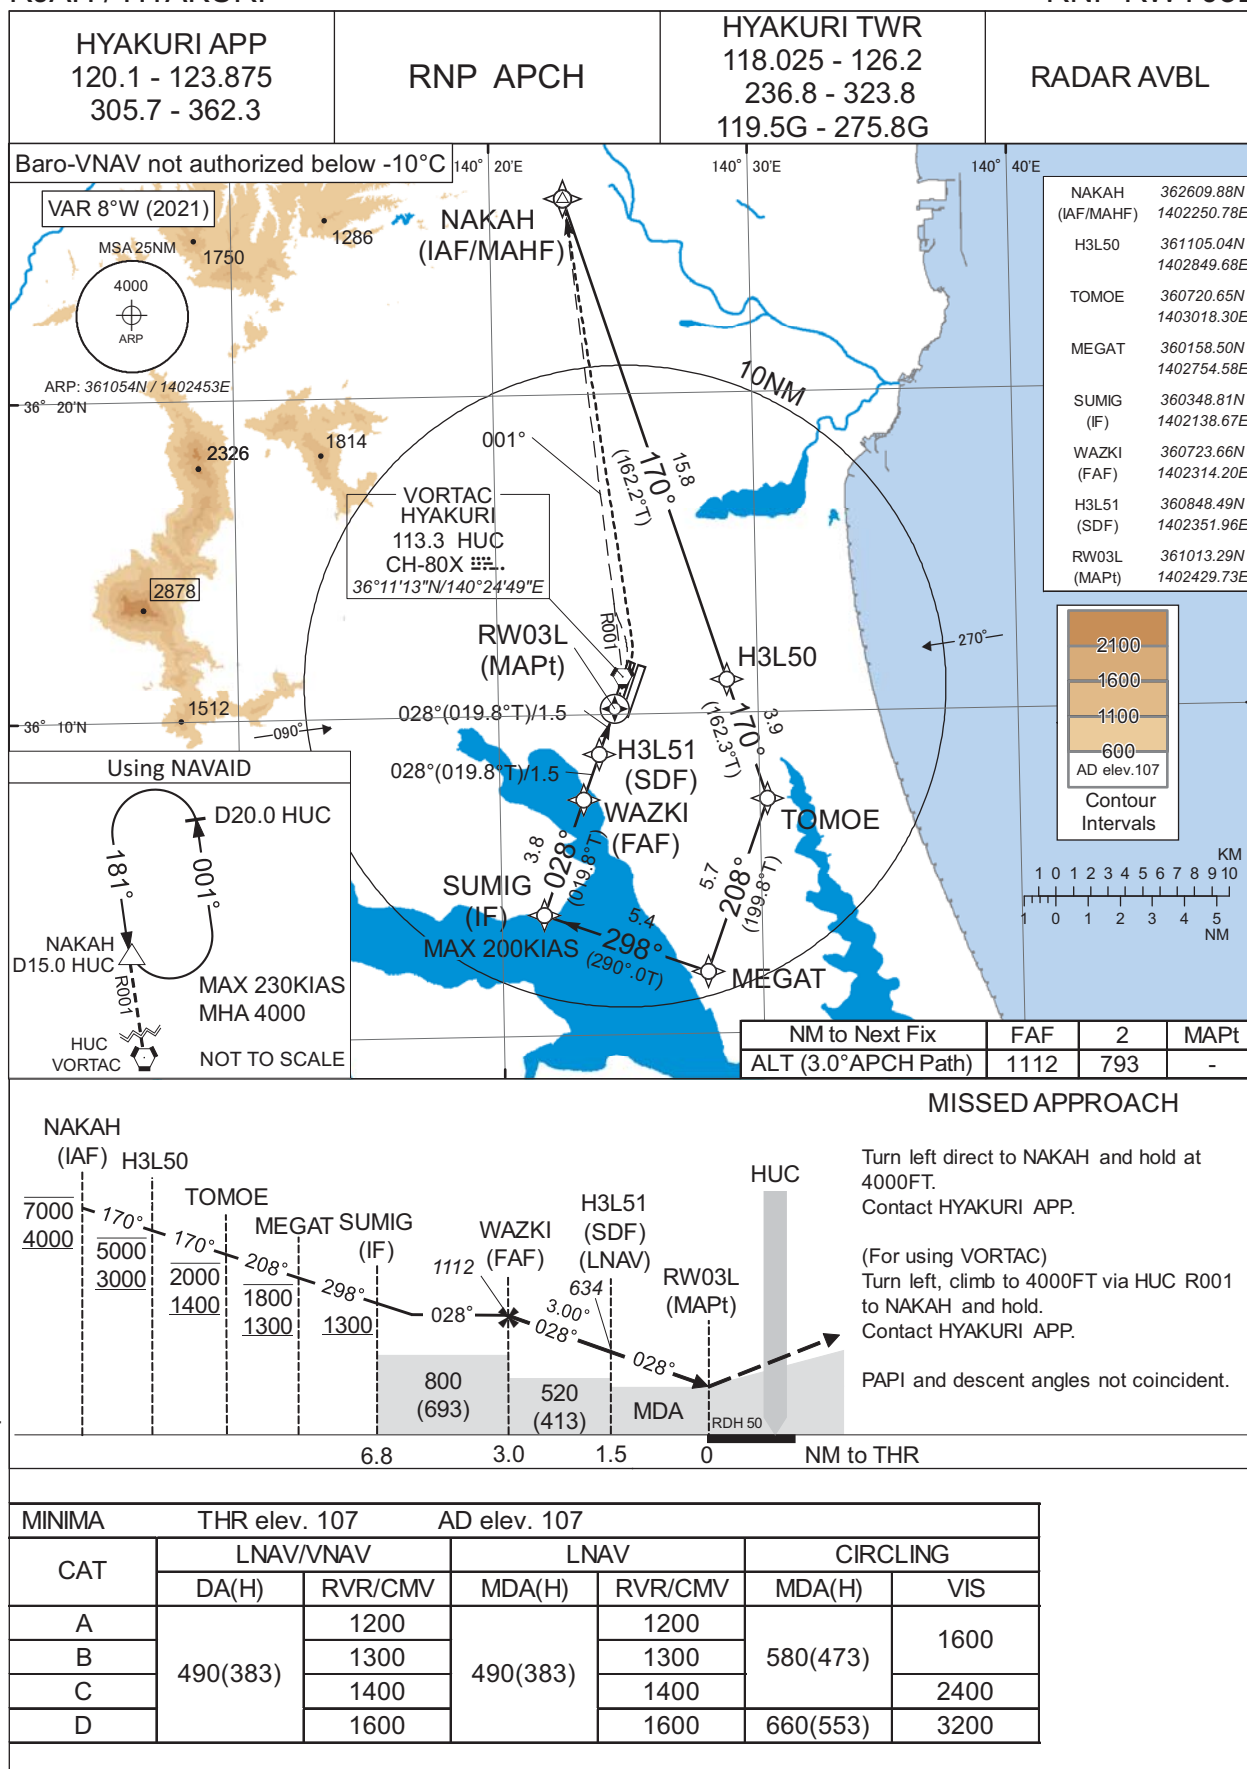 HYAKURI APP
120.1 - 123.875
305.7 - 362.3
RNP APCH
HYAKURI TWR
118.025 - 126.2
236.8 - 323.8
119.5G - 275.8G
RADAR AVBL
Baro-VNAV not authorized below -10°C
140° 20'E
140° 30'E
140° 40'E
VAR 8°W (2021)
MSA 25NM
4000
ARP
ARP: 361054N / 1402453E
1750
1286
NAKAH
(IAF/MAHF)
NAKAH 362609.88N
(IAF/MAHF) 1402250.78E
H3L50 361105.04N
1402849.68E
TOMOE 360720.65N
1403018.30E
MEGAT 360158.50N
1402754.58E
SUMIG 360348.81N
(IF) 1402138.67E
WAZKI 360723.66N
(FAF) 1402314.20E
H3L51 360848.49N
(SDF) 1402351.96E
RW03L 361013.29N
(MAPt) 1402429.73E
10NM
36° 20'N
2326
1814
001°
15.8
170°
(162.2°T)
VORTAC
HYAKURI
113.3 HUC
CH-80X
36°11'13"N/140°24'49"E
2878
R001
RW03L
(MAPt)
H3L50
270°
2100
1600
1100
600
AD elev.107
Contour
Intervals
1512
36° 10'N
090°
028°(019.8°T)/1.5
3.9
170°
(162.3°T)
H3L51
(SDF)
028°(019.8°T)/1.5
WAZKI
(FAF)
TOMOE
3.8
028°
(019.8°T)
5.7
208°
(199.8°T)
SUMIG
(IF)
MAX 200KIAS
5.4
298°
(290°.0T)
MEGAT
KM
1 0 1 2 3 4 5 6 7 8 9 10
1 0 1 2 3 4 5
NM
Using NAVAID
D20.0 HUC
181°
001°
NAKAH
D15.0 HUC
R001
MAX 230KIAS
MHA 4000
HUC
VORTAC
NOT TO SCALE
NM to Next Fix FAF 2 MAPt
ALT (3.0°APCH Path) 1112 793 -
NAKAH
(IAF)
7000
4000
170°
H3L50
5000
3000
170°
TOMOE
2000
1400
208°
MEGAT
1800
1300
298°
SUMIG
(IF)
1300
028°
1112
WAZKI
(FAF)
3.00°
028°
H3L51
(SDF)
(LNAV)
634
028°
RW03L
(MAPt)
HUC
800
(693)
520
(413)
MDA
RDH 50
6.8 3.0 1.5 0 NM to THR
MISSED APPROACH
Turn left direct to NAKAH and hold at
4000FT.
Contact HYAKURI APP.
(For using VORTAC)
Turn left, climb to 4000FT via HUC R001
to NAKAH and hold.
Contact HYAKURI APP.
PAPI and descent angles not coincident.
MINIMA THR elev. 107 AD elev. 107
CAT LNAV/VNAV LNAV CIRCLING
DA(H) RVR/CMV MDA(H) RVR/CMV MDA(H) VIS
A 490(383) 1200 490(383) 1200 580(473) 1600
B 1300 1300
C 1400 1400 2400
D 1600 1600 660(553) 3200